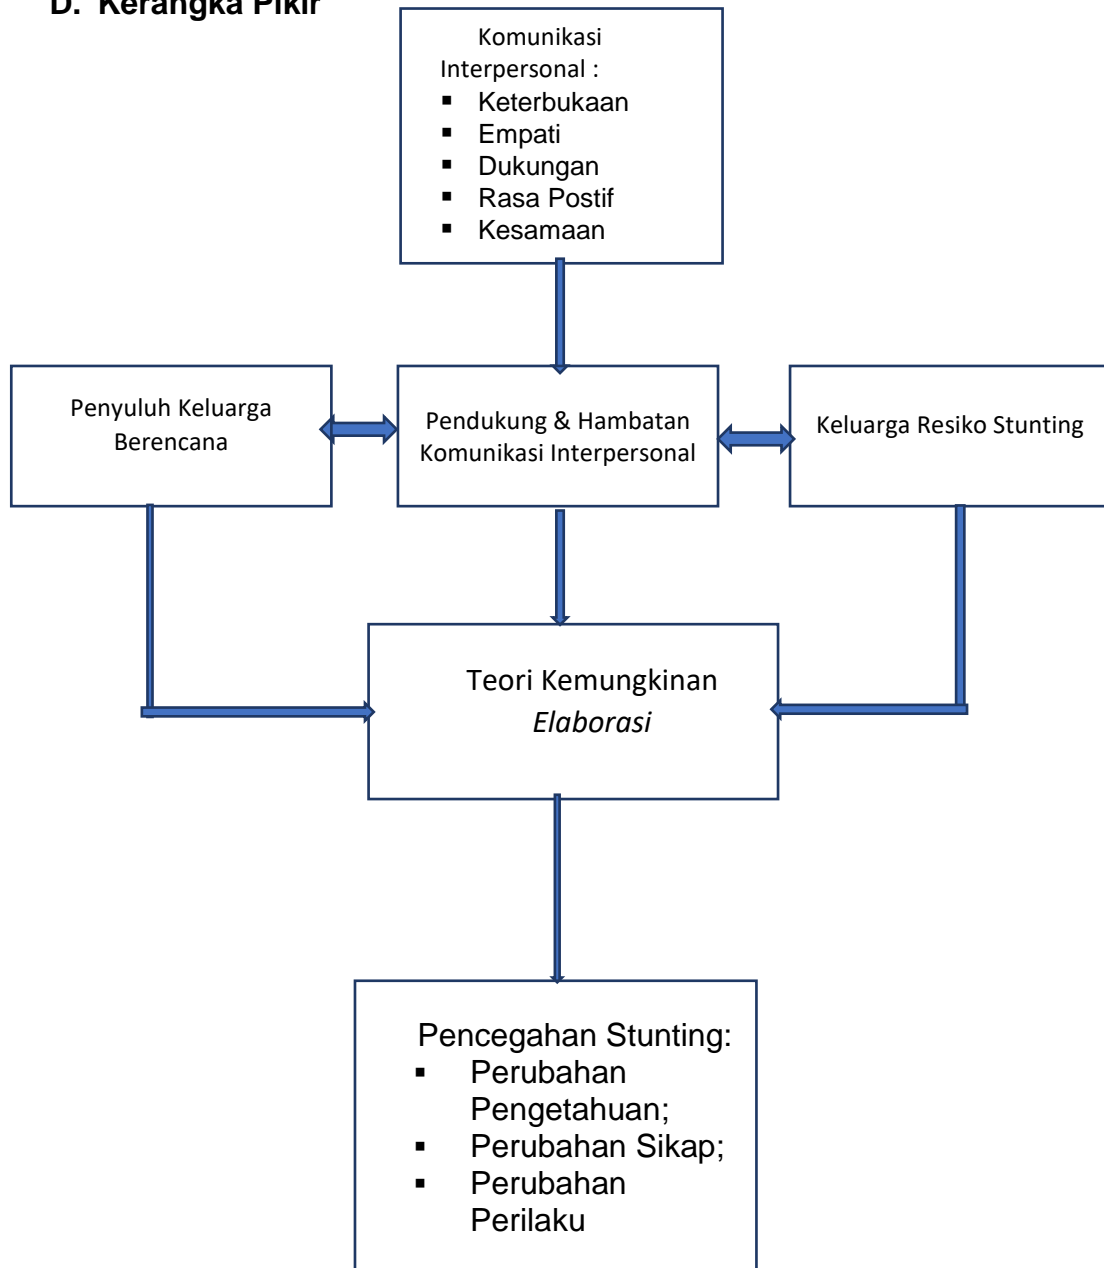 D. Kerangka Pikir
Komunikasi
Interpersonal :
▪ Keterbukaan
▪ Empati
▪ Dukungan
▪ Rasa Postif
▪ Kesamaan
Penyuluh Keluarga
Berencana
Pendukung & Hambatan
Komunikasi Interpersonal
Keluarga Resiko Stunting
Teori Kemungkinan
Elaborasi
Pencegahan Stunting:
▪ Perubahan
Pengetahuan;
▪ Perubahan Sikap;
▪ Perubahan
Perilaku